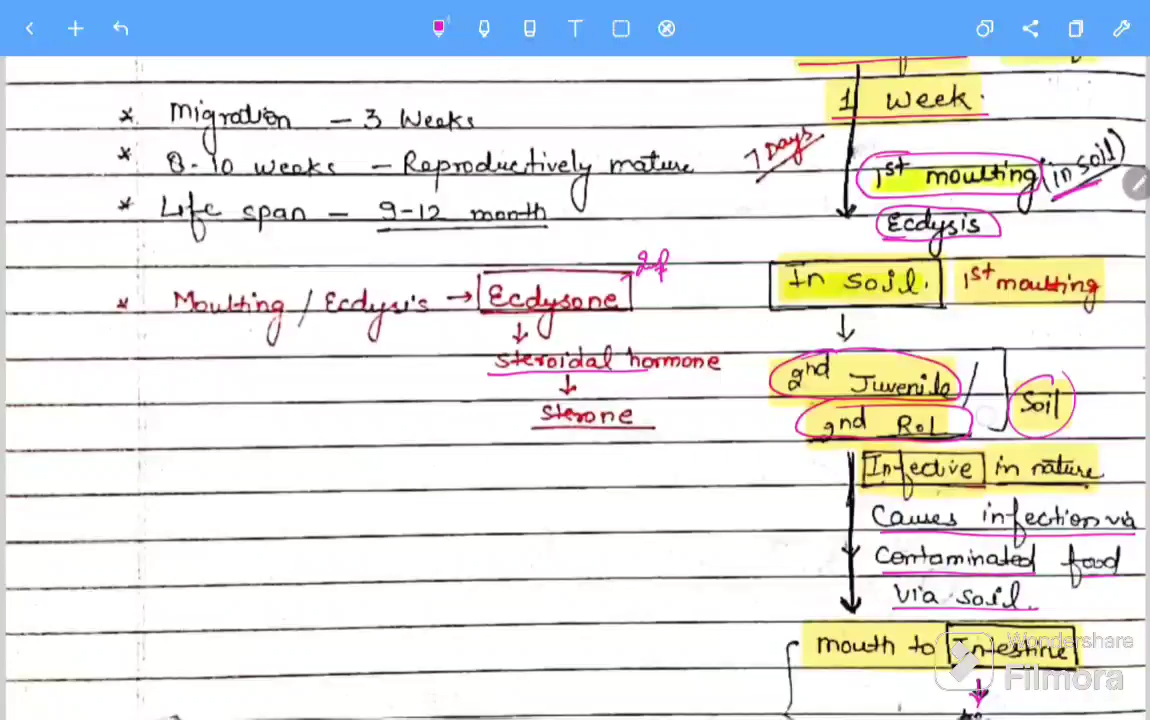 * Migration – 3 Weeks
* 8-10 weeks – Reproductively mature
* Life span – 9-12 month
* Moulting / Ecdysis → Ecdysone
↓
Steroidal hormone
↓
Sterone
1 Week.
7 Days
1st moulting (in soil)
Ecdysis
In soil. 1st moulting
↓
2nd Juvenile /
2nd RoL
Soil
Infective in nature
Causes infection via
Contaminated food
via soil.
mouth to Intestine
Wondershare
Filmora